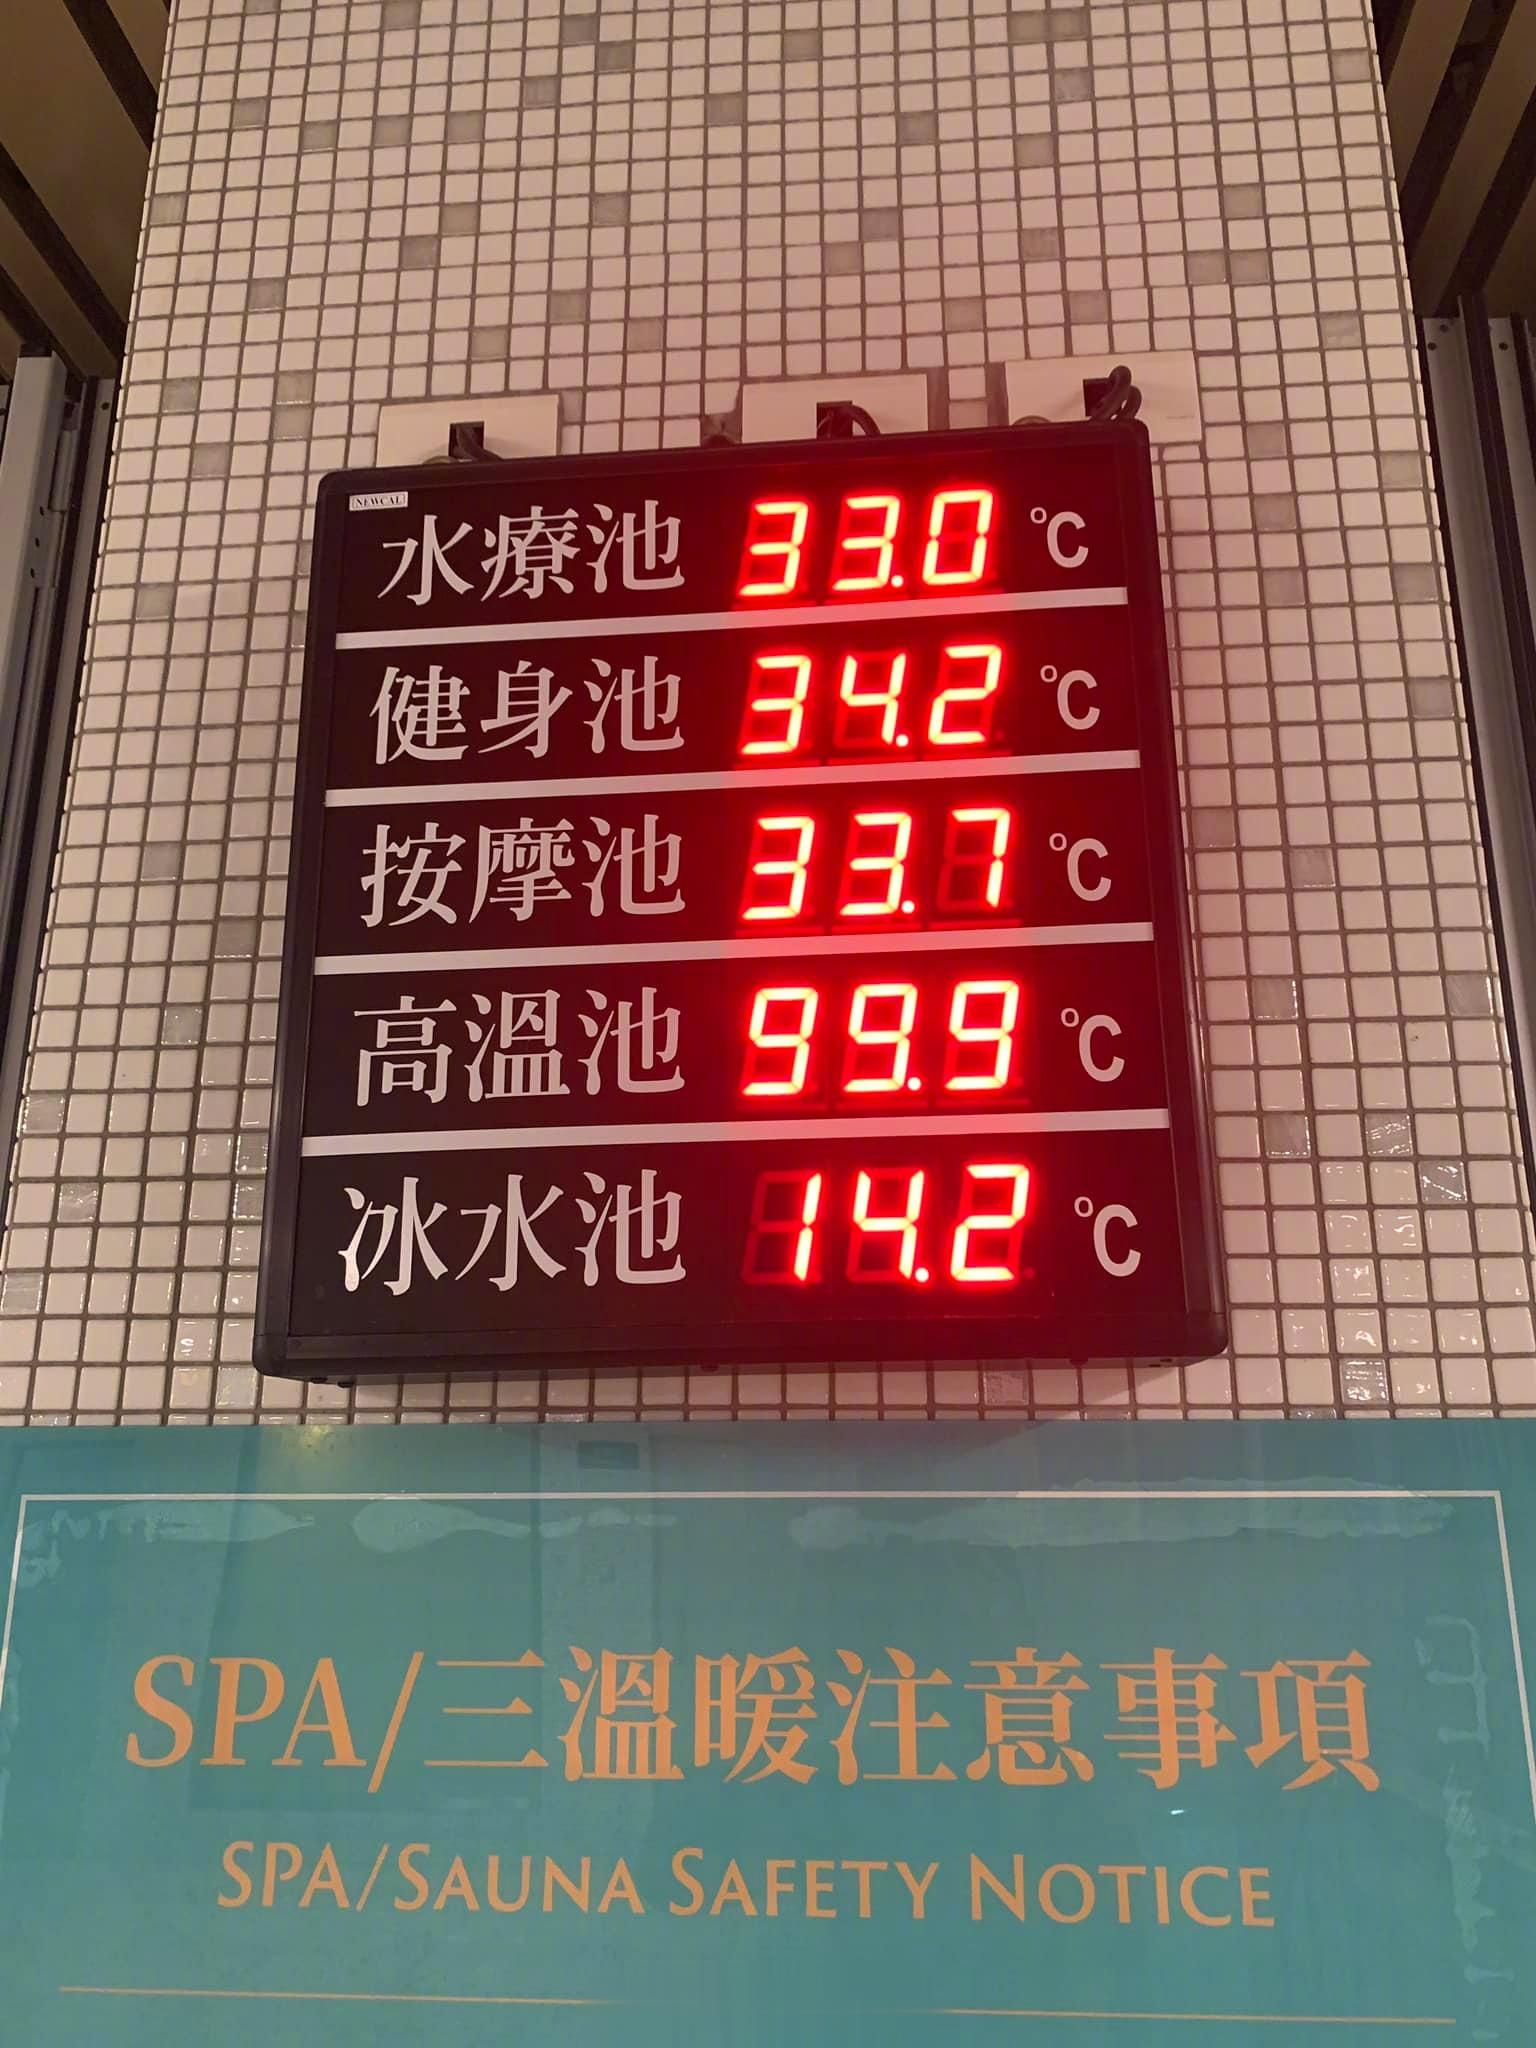 NEWCAL
水療池 33.0 °C
健身池 34.2 °C
按摩池 33.7 °C
高溫池 99.9 °C
冰水池 14.2 °C
SPA/三溫暖注意事項
SPA/SAUNA SAFETY NOTICE